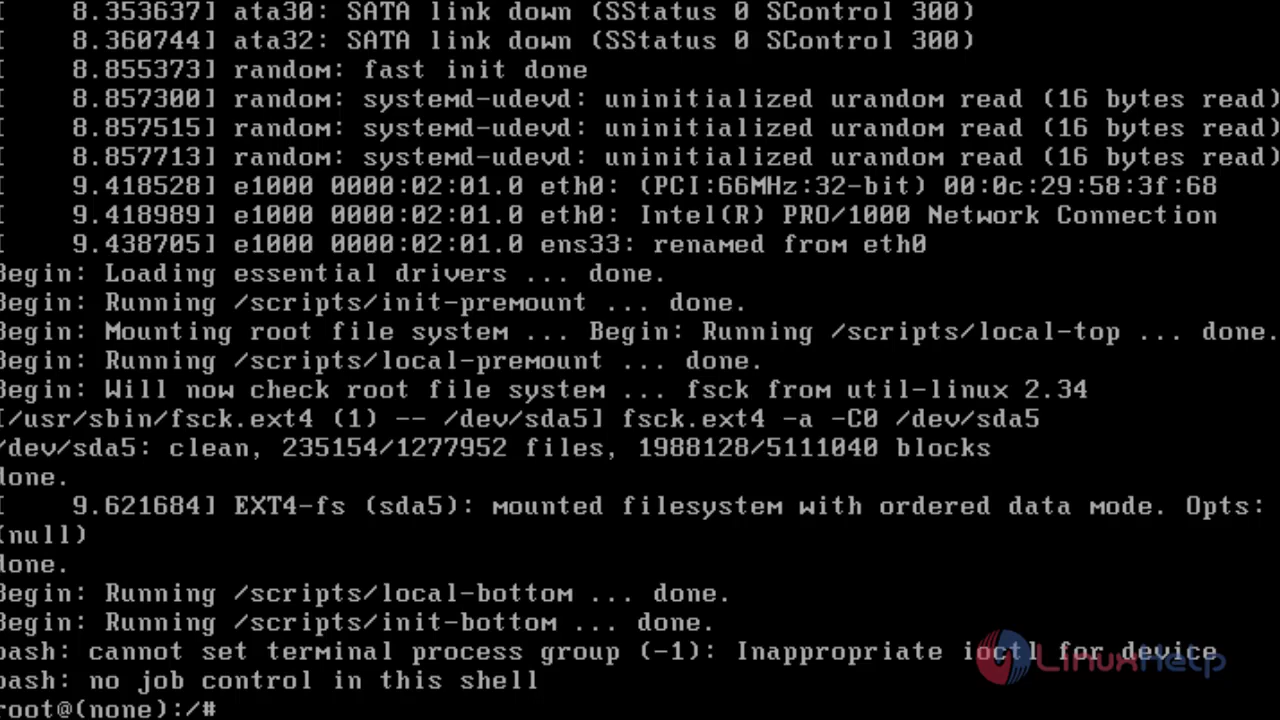 [    8.353637] ata30: SATA link down (SStatus 0 SControl 300)
[    8.360744] ata32: SATA link down (SStatus 0 SControl 300)
[    8.855373] random: fast init done
[    8.857300] random: systemd-udevd: uninitialized urandom read (16 bytes read)
[    8.857515] random: systemd-udevd: uninitialized urandom read (16 bytes read)
[    8.857713] random: systemd-udevd: uninitialized urandom read (16 bytes read)
[    9.418528] e1000 0000:02:01.0 eth0: (PCI:66MHz:32-bit) 00:0c:29:58:3f:68
[    9.418989] e1000 0000:02:01.0 eth0: Intel(R) PRO/1000 Network Connection
[    9.438705] e1000 0000:02:01.0 ens33: renamed from eth0
Begin: Loading essential drivers ... done.
Begin: Running /scripts/init-premount ... done.
Begin: Mounting root file system ... Begin: Running /scripts/local-top ... done.
Begin: Running /scripts/local-premount ... done.
Begin: Will now check root file system ... fsck from util-linux 2.34
[/usr/sbin/fsck.ext4 (1) -- /dev/sda5] fsck.ext4 -a -C0 /dev/sda5
/dev/sda5: clean, 235154/1277952 files, 1988128/5111040 blocks
done.
[    9.621684] EXT4-fs (sda5): mounted filesystem with ordered data mode. Opts:
(null)
done.
Begin: Running /scripts/local-bottom ... done.
Begin: Running /scripts/init-bottom ... done.
bash: cannot set terminal process group (-1): Inappropriate ioctl for device
bash: no job control in this shell
root@(none):/#
LinuxHelp